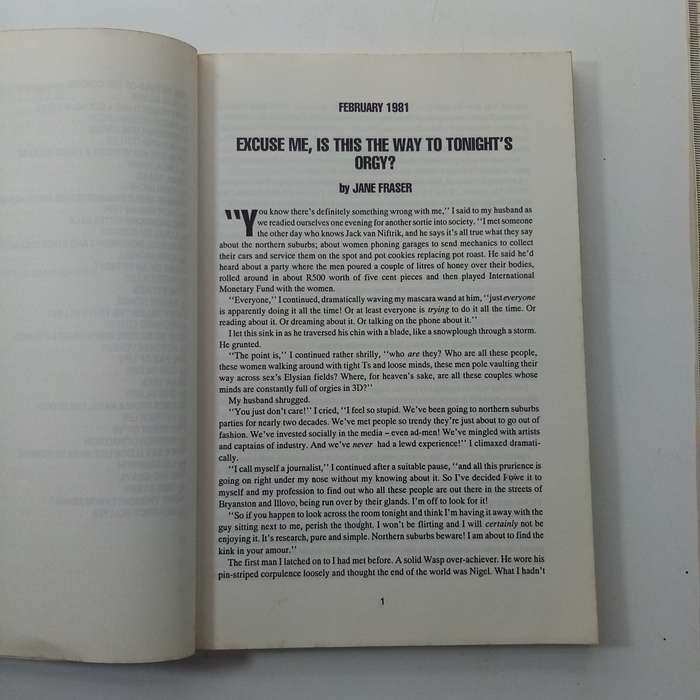 FEBRUARY 1981
EXCUSE ME, IS THIS THE WAY TO TONIGHT'S
ORGY?
by JANE FRASER
"You know there's definitely something wrong with me," I said to my husband as
we readied ourselves one evening for another sortie into society. "I met someone
the other day who knows Jack van Niftrik, and he says it's all true what they say
about the northern suburbs; about women phoning garages to send mechanics to collect
their cars and service them on the spot and pot cookies replacing pot roast. He said he'd
heard about a party where the men poured a couple of litres of honey over their bodies,
rolled around in about R500 worth of five cent pieces and then played International
Monetary Fund with the women.
"Everyone," I continued, dramatically waving my mascara wand at him, "just everyone
is apparently doing it all the time! Or at least everyone is trying to do it all the time. Or
reading about it. Or dreaming about it. Or talking on the phone about it."
I let this sink in as he traversed his chin with a blade, like a snowplough through a storm.
He grunted.
"The point is," I continued rather shrilly, "who are they? Who are all these people,
these women walking around with tight Ts and loose minds, these men pole vaulting their
way across sex's Elysian fields? Where, for heaven's sake, are all these couples whose
minds are constantly full of orgies in 3D?"
My husband shrugged.
"You just don't care!" I cried, "I feel so stupid. We've been going to northern suburbs
parties for nearly two decades. We've met people so trendy they're just about to go out of
fashion. We've invested socially in the media – even ad-men! We've mingled with artists
and captains of industry. And we've never had a lewd experience!" I climaxed dramati-
cally.
"I call myself a journalist," I continued after a suitable pause, "and all this prurience is
going on right under my nose without my knowing about it. So I've decided I owe it to
myself and my profession to find out who all these people are out there in the streets of
Bryanston and Illovo, being run over by their glands. I'm off to look for it!
"So if you happen to look across the room tonight and think I'm having it away with the
guy sitting next to me, perish the thought. I won't be flirting and I will certainly not be
enjoying it. It's research, pure and simple. Northern suburbs beware! I am about to find the
kink in your amour."
The first man I latched on to I had met before. A solid Wasp over-achiever. He wore his
pin-striped corpulence loosely and thought the end of the world was Nigel. What I hadn't
1